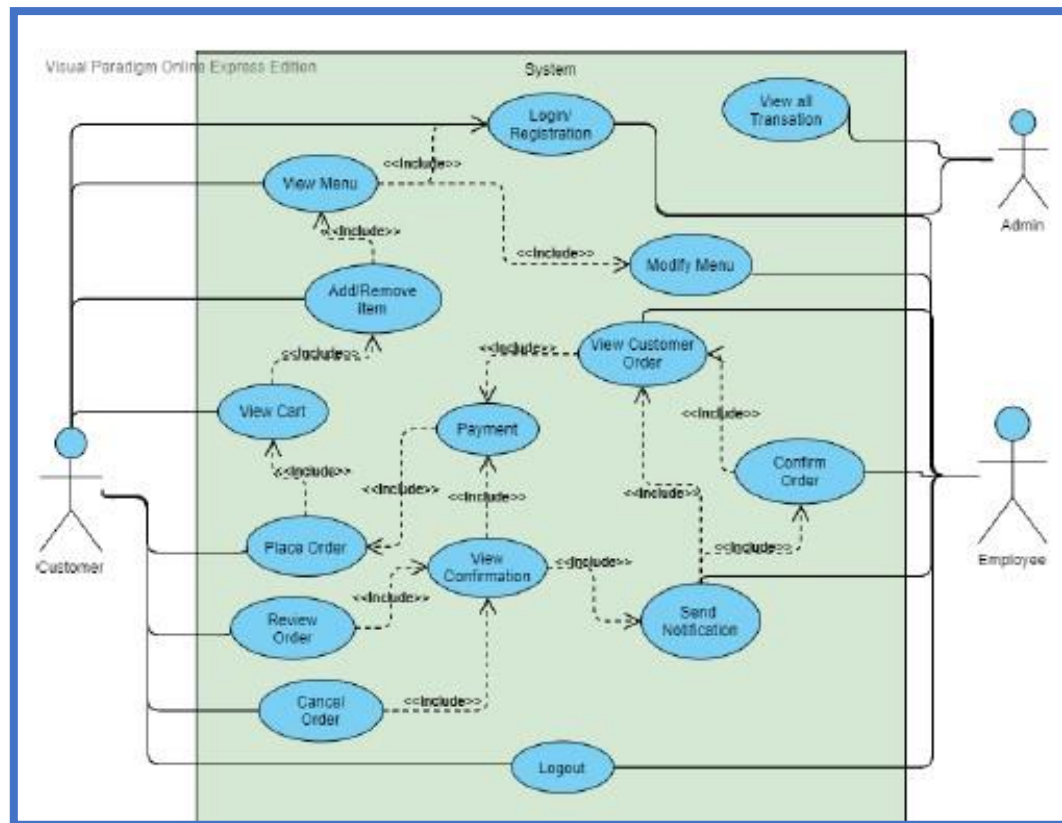 Visual Paradigm Online Express Edition
System
Login/
Registration
View all
Transation
<<Include>>
View Menu
Admin
<<Include>>
<<Include>>
Modify Menu
Add/Remove
Item
<<Include>>
<<Include>>
View Customer
Order
View Cart
<<Include>>
Payment
<<Include>>
Confirm
Order
<<Include>>
<<Include>>
<<Include>>
<<Include>>
Place Order
View
Confirmation
<<Include>>
<<Include>>
Customer
Employee
<<Include>>
Review
Order
Send
Notification
Cancel
Order
<<Include>>
Logout